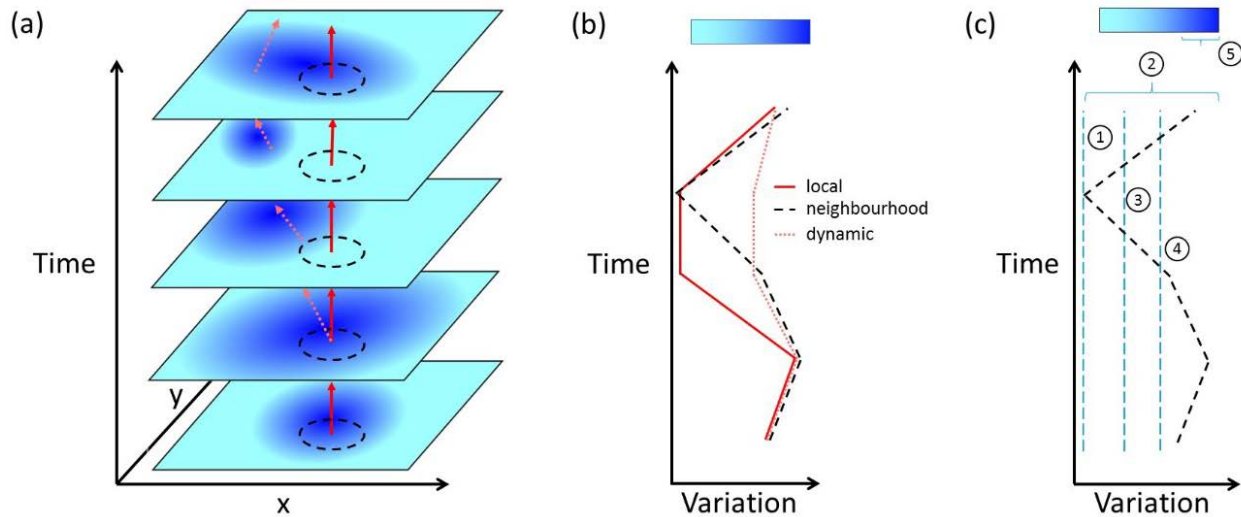 (a)
Time
y
x
(b)
Time
local
neighbourhood
dynamic
Variation
(c)
5
2
1
3
4
Time
Variation